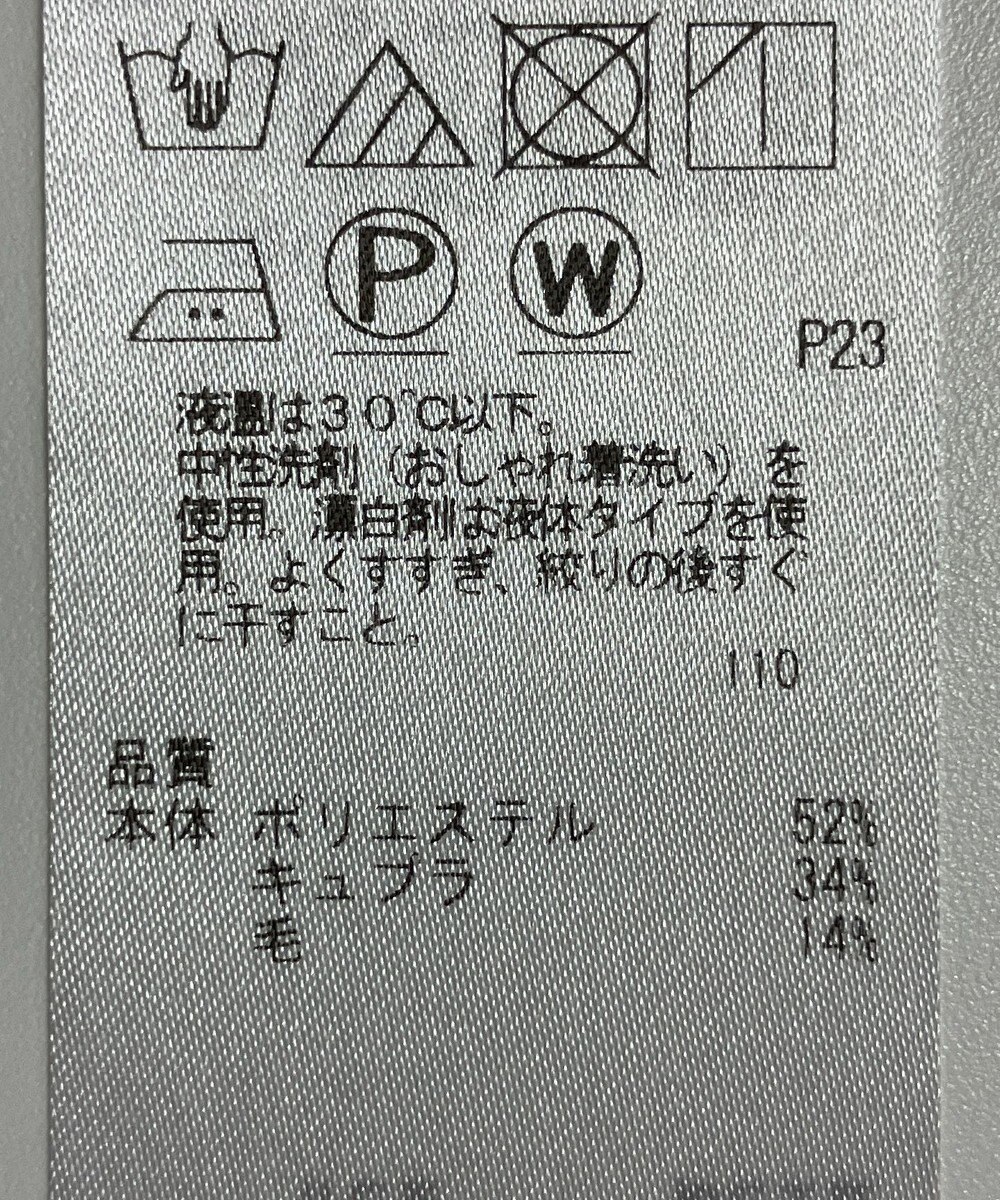 P
W
P23
液温は30℃以下。
中性洗剤(おしゃれ着洗い)を
使用。漂白剤は液体タイプを使
用。よくすすぎ、絞りの後すぐ
に干すこと。
110
品質
本体 ポリエステル 52%
キュプラ 34%
毛 14%